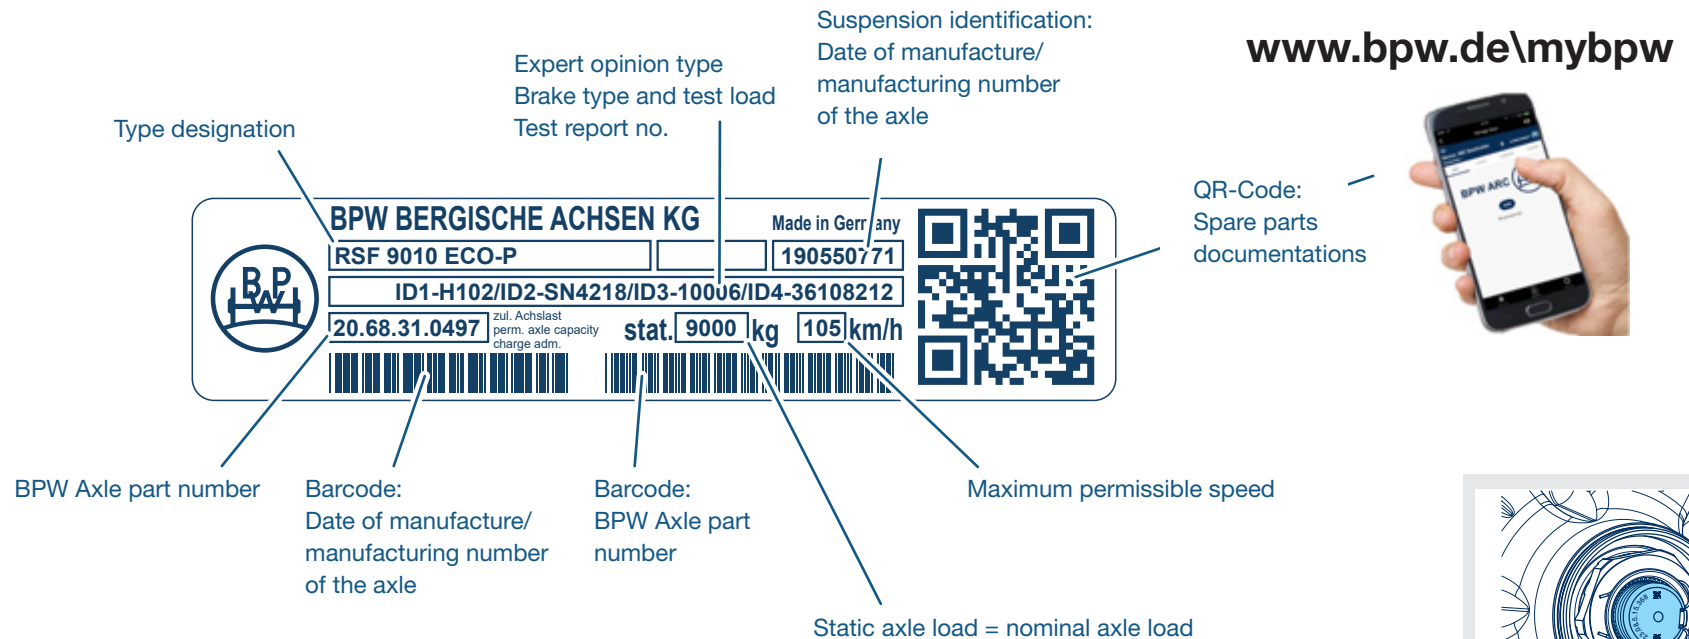 Suspension identification:
Date of manufacture/
manufacturing number
of the axle
www.bpw.de\mybpw
Expert opinion type
Brake type and test load
Test report no.
Type designation
QR-Code:
Spare parts
documentations
BPW BERGISCHE ACHSEN KG
Made in Germany
RSF 9010 ECO-P
190550771
ID1-H102/ID2-SN4218/ID3-10006/ID4-36108212
BPW
20.68.31.0497
zul. Achslast
perm. axle capacity
charge adm.
stat. 9000 kg
105 km/h
BPW ARC
BPW Axle part number
Barcode:
Date of manufacture/
manufacturing number
of the axle
Barcode:
BPW Axle part
number
Maximum permissible speed
Static axle load = nominal axle load